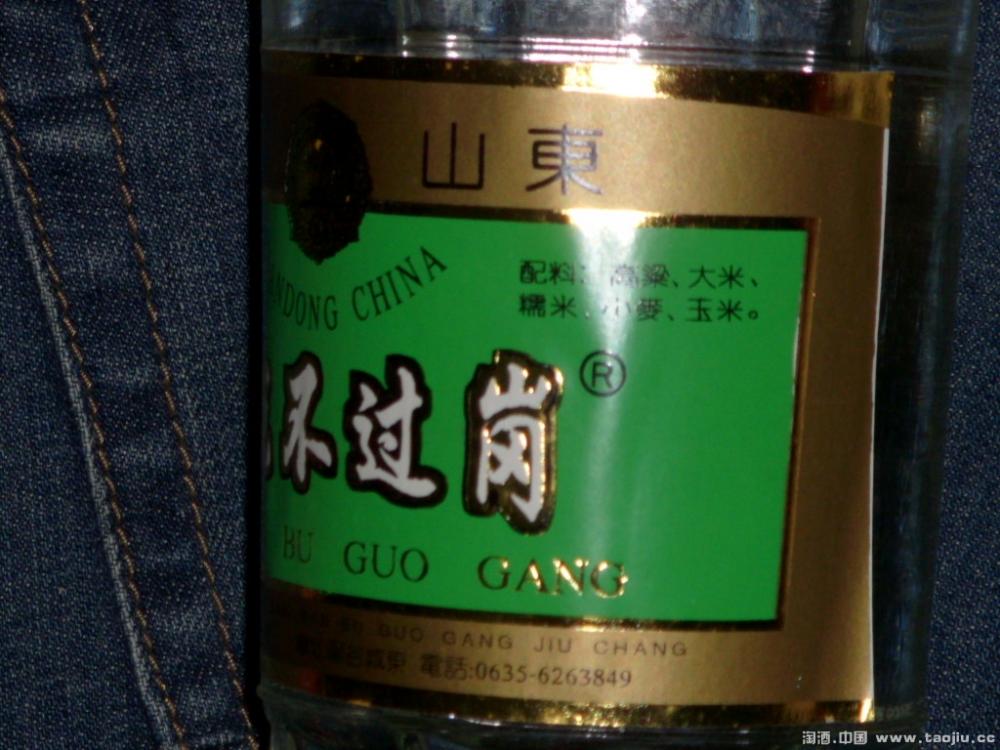 山東
NDONG CHINA
配料:高粱、大米、
糯米、小麥、玉米。
不过岗®
BU GUO GANG
BU GUO GANG JIU CHANG
電話:0635-6263849
淘酒.中国 www.taojiu.cc